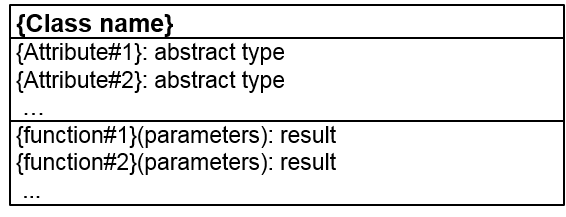 {Class name}
{Attribute#1}: abstract type
{Attribute#2}: abstract type
...
{function#1}(parameters): result
{function#2}(parameters): result
...